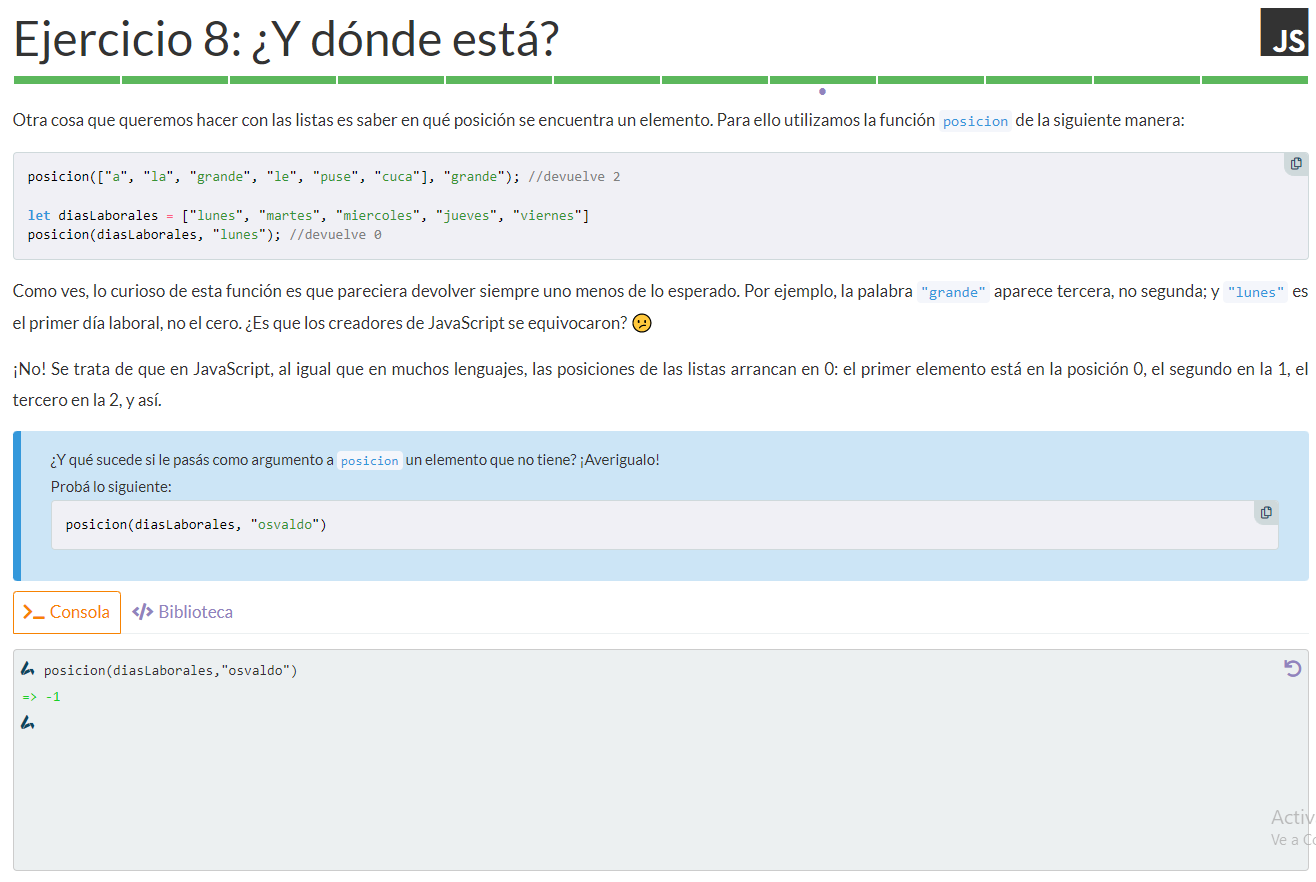 Ejercicio 8: ¿Y dónde está?
JS
Otra cosa que queremos hacer con las listas es saber en qué posición se encuentra un elemento. Para ello utilizamos la función posicion de la siguiente manera:
posicion(["a", "la", "grande", "le", "puse", "cuca"], "grande"); //devuelve 2
let diasLaborales = ["lunes", "martes", "miercoles", "jueves", "viernes"]
posicion(diasLaborales, "lunes"); //devuelve 0
Como ves, lo curioso de esta función es que pareciera devolver siempre uno menos de lo esperado. Por ejemplo, la palabra "grande" aparece tercera, no segunda; y "lunes" es
el primer día laboral, no el cero. ¿Es que los creadores de JavaScript se equivocaron? 😕
¡No! Se trata de que en JavaScript, al igual que en muchos lenguajes, las posiciones de las listas arrancan en 0: el primer elemento está en la posición 0, el segundo en la 1, el
tercero en la 2, y así.
¿Y qué sucede si le pasás como argumento a posicion un elemento que no tiene? ¡Averigualo!
Probá lo siguiente:
posicion(diasLaborales, "osvaldo")
>_ Consola </> Biblioteca
posicion(diasLaborales,"osvaldo")
=> -1
Activ
Ve a Co